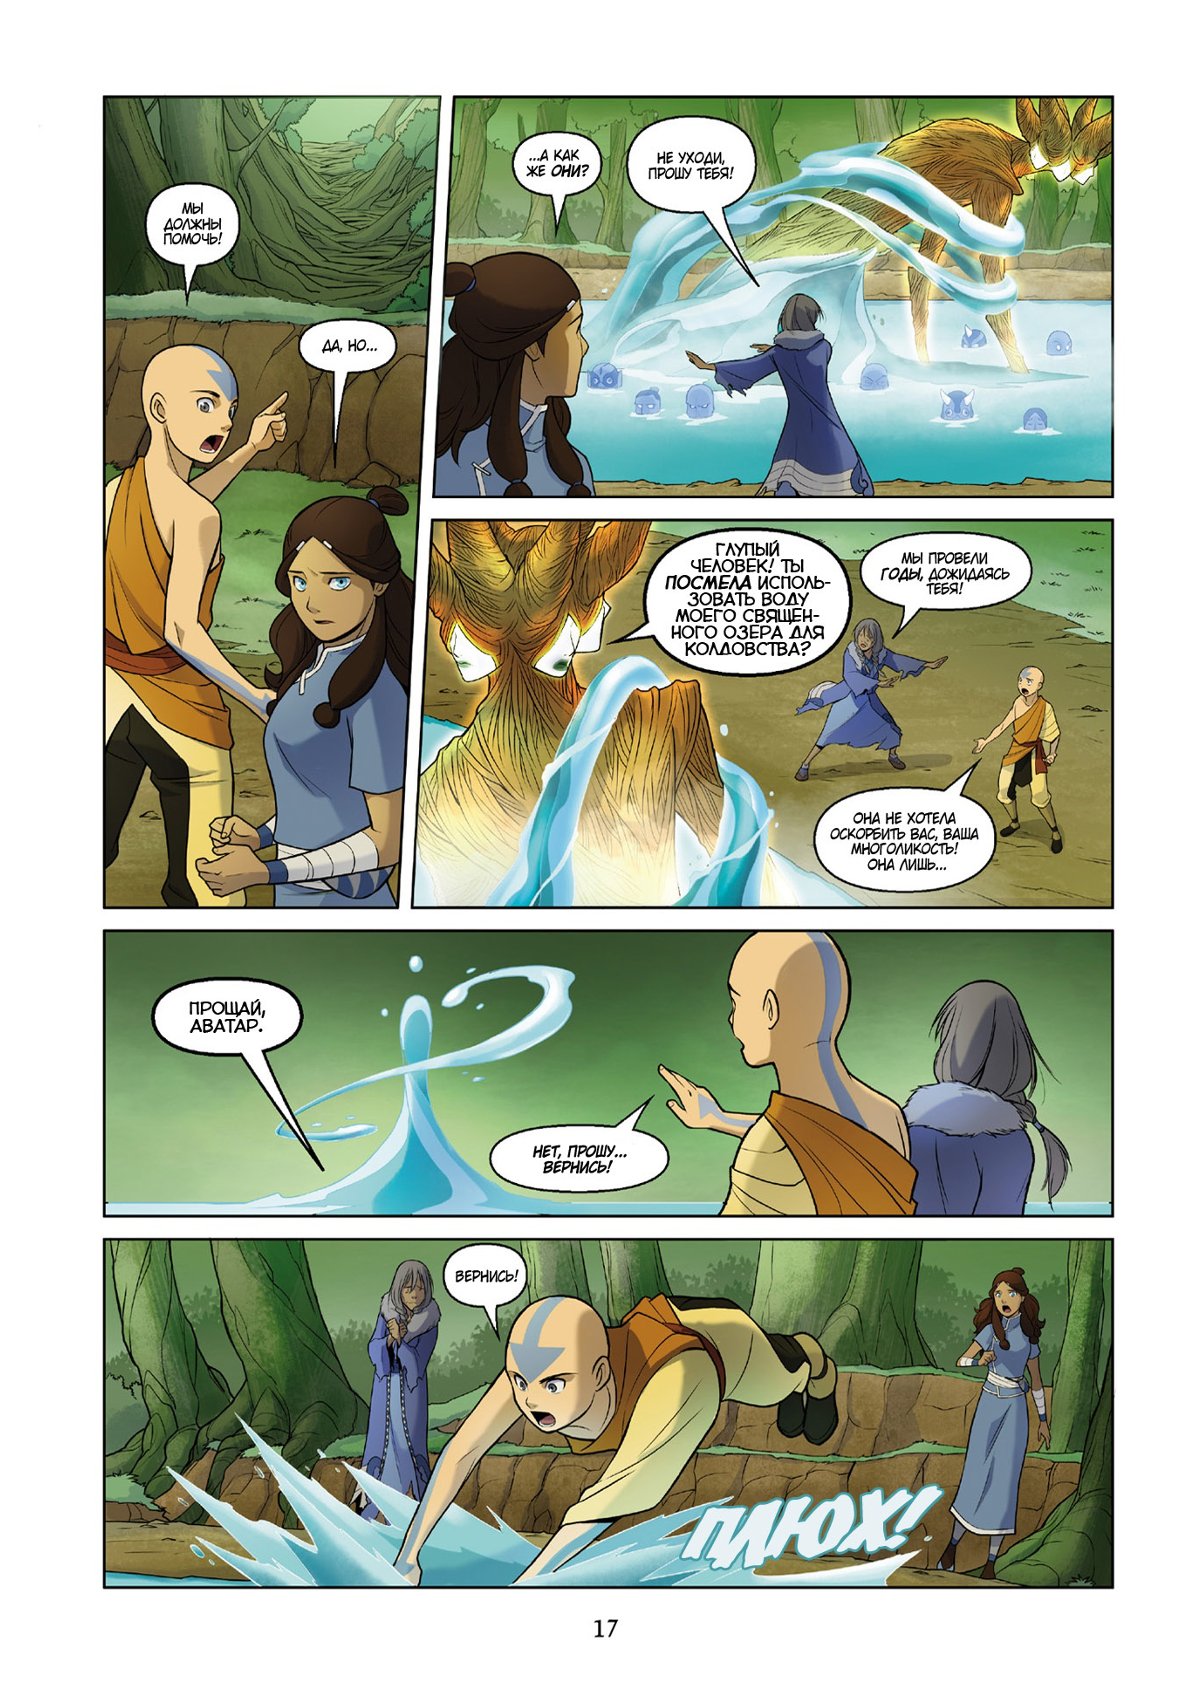 МЫ
ДОЛЖНЫ
ПОМОЧЬ!
ДА, НО...
...А КАК
ЖЕ ОНИ?
НЕ УХОДИ,
ПРОШУ ТЕБЯ!
ГЛУПЫЙ
ЧЕЛОВЕК! ТЫ
ПОСМЕЛА ИСПОЛЬ-
ЗОВАТЬ ВОДУ
МОЕГО СВЯЩЕН-
НОГО ОЗЕРА ДЛЯ
КОЛДОВСТВА?
МЫ ПРОВЕЛИ
ГОДЫ, ДОЖИДАЯСЬ
ТЕБЯ!
ОНА НЕ ХОТЕЛА
ОСКОРБИТЬ ВАС, ВАША
МНОГОЛИКОСТЬ!
ОНА ЛИШЬ...
ПРОЩАЙ,
АВАТАР.
НЕТ, ПРОШУ...
ВЕРНИСЬ!
ВЕРНИСЬ!
ПЛЮХ!
17